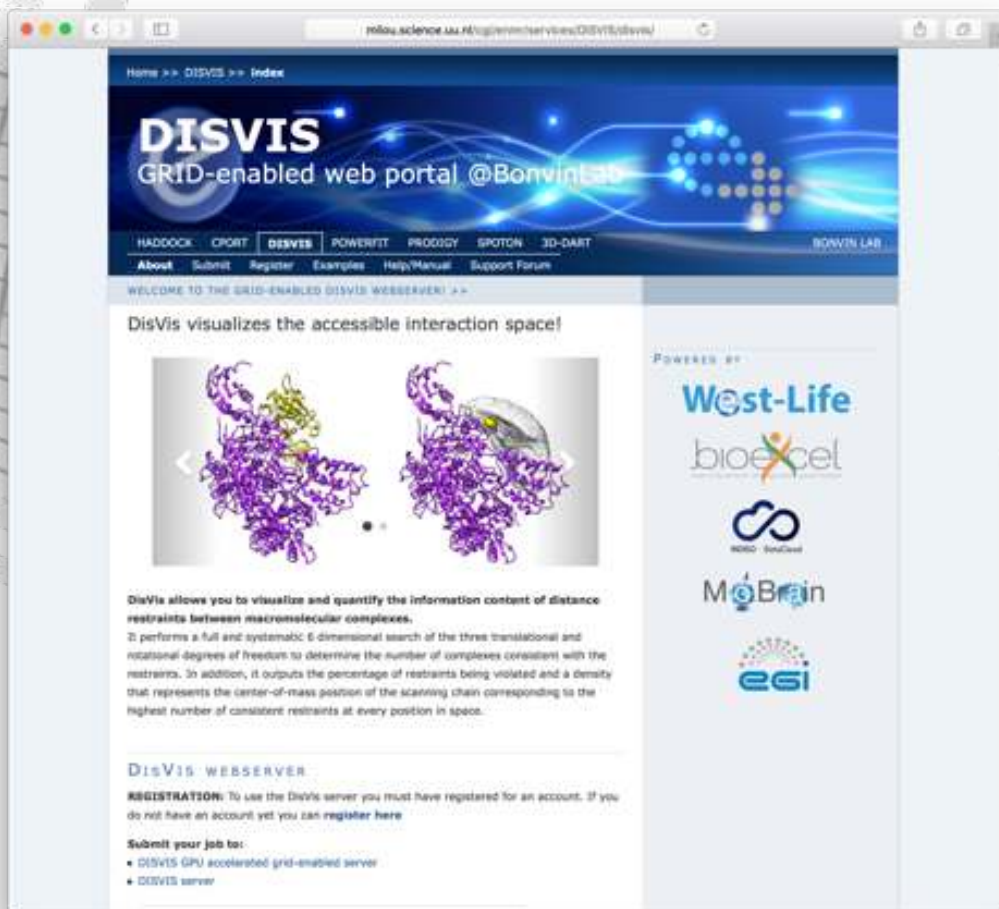 milou.science.uu.nl/cgi/enmr/services/DISVIS/disvis/
Home >> DISVIS >> Index
DISVIS
GRID-enabled web portal @BonvinLab
HADDOCK CPORT DISVIS POWERFIT PRODIGY SPOTON 3D-DART BONVIN LAB
About Submit Register Examples Help/Manual Support Forum
WELCOME TO THE GRID-ENABLED DISVIS WEBSERVER! >>
DisVis visualizes the accessible interaction space!
POWERED BY
West-Life
bioexcel
INDIGO - DataCloud
MoBrain
egi
DisVis allows you to visualize and quantify the information content of distance
restraints between macromolecular complexes.
It performs a full and systematic 6 dimensional search of the three translational and
rotational degrees of freedom to determine the number of complexes consistent with the
restraints. In addition, it outputs the percentage of restraints being violated and a density
that represents the center-of-mass position of the scanning chain corresponding to the
highest number of consistent restraints at every position in space.
DISVIS WEBSERVER
REGISTRATION: To use the DisVis server you must have registered for an account. If you
do not have an account yet you can register here
Submit your job to:
DISVIS GPU accelerated grid-enabled server
DISVIS server